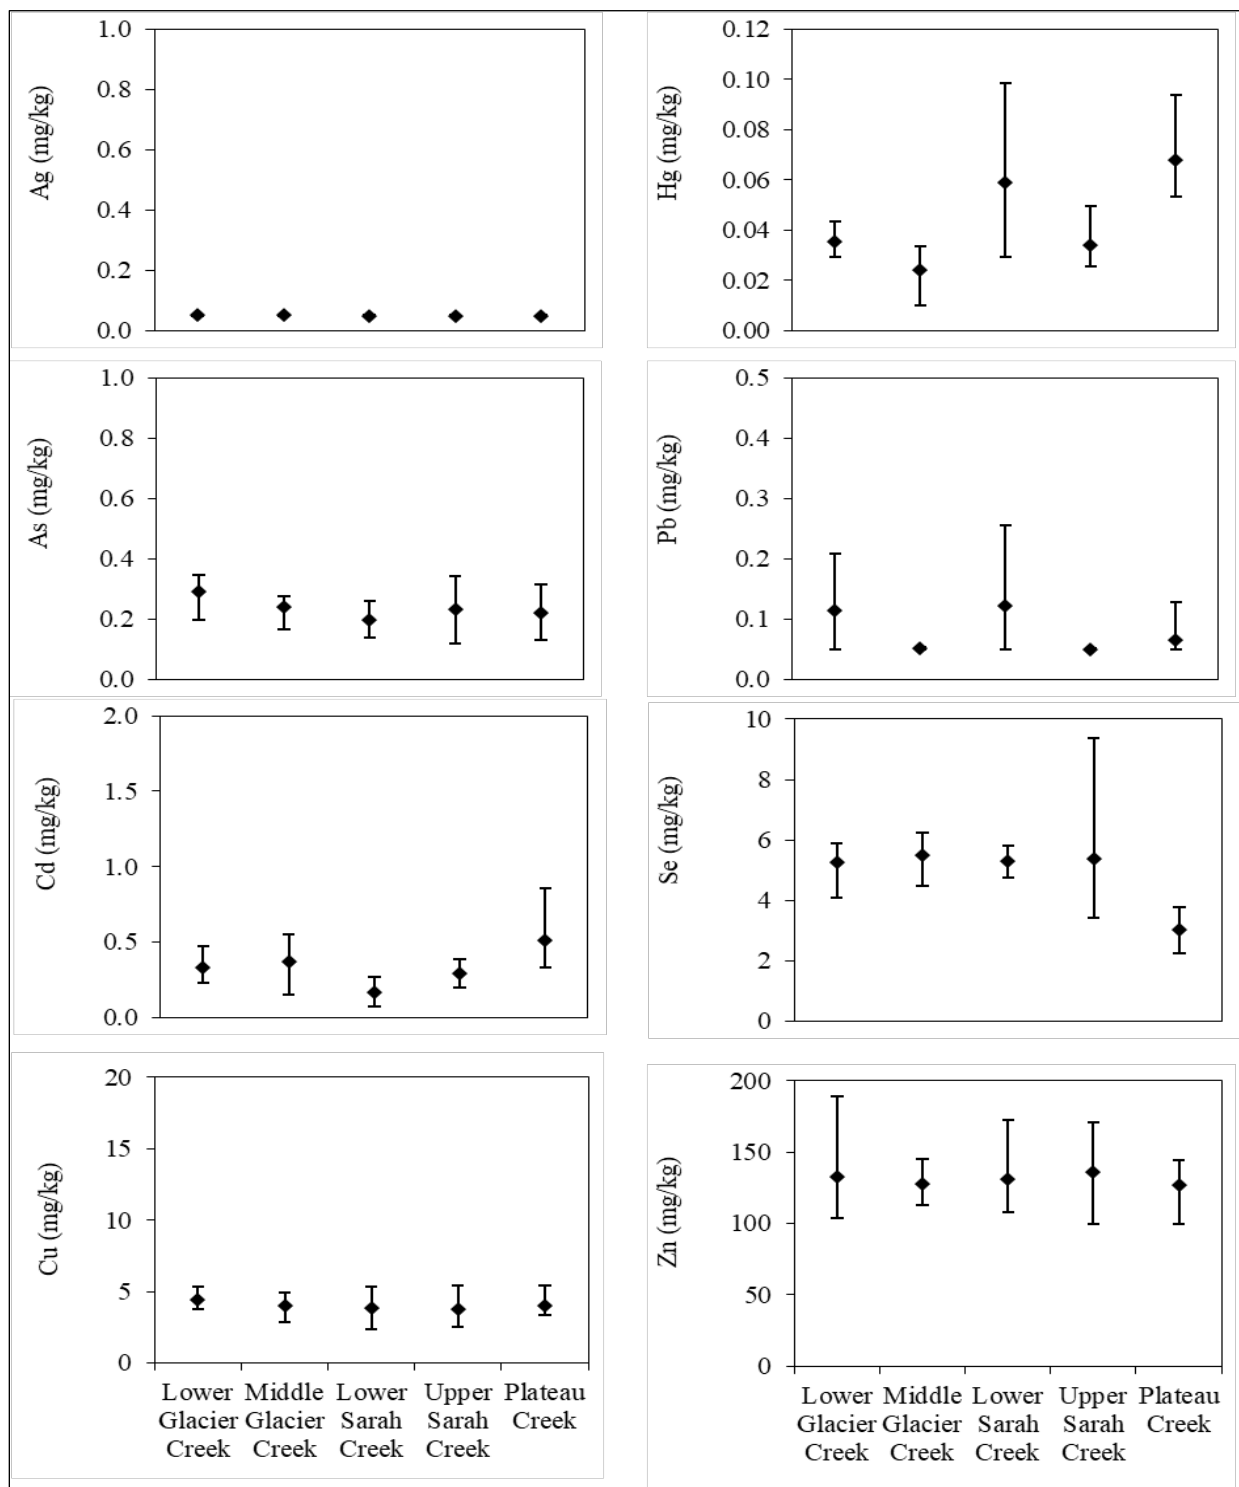 Ag (mg/kg)
1.0
0.8
0.6
0.4
0.2
0.0
Hg (mg/kg)
0.12
0.10
0.08
0.06
0.04
0.02
0.00
As (mg/kg)
1.0
0.8
0.6
0.4
0.2
0.0
Pb (mg/kg)
0.5
0.4
0.3
0.2
0.1
0.0
Cd (mg/kg)
2.0
1.5
1.0
0.5
0.0
Se (mg/kg)
10
8
6
4
2
0
Cu (mg/kg)
20
15
10
5
0
Lower
Glacier
Creek
Middle
Glacier
Creek
Lower
Sarah
Creek
Upper
Sarah
Creek
Plateau
Creek
Zn (mg/kg)
200
150
100
50
0
Lower
Glacier
Creek
Middle
Glacier
Creek
Lower
Sarah
Creek
Upper
Sarah
Creek
Plateau
Creek